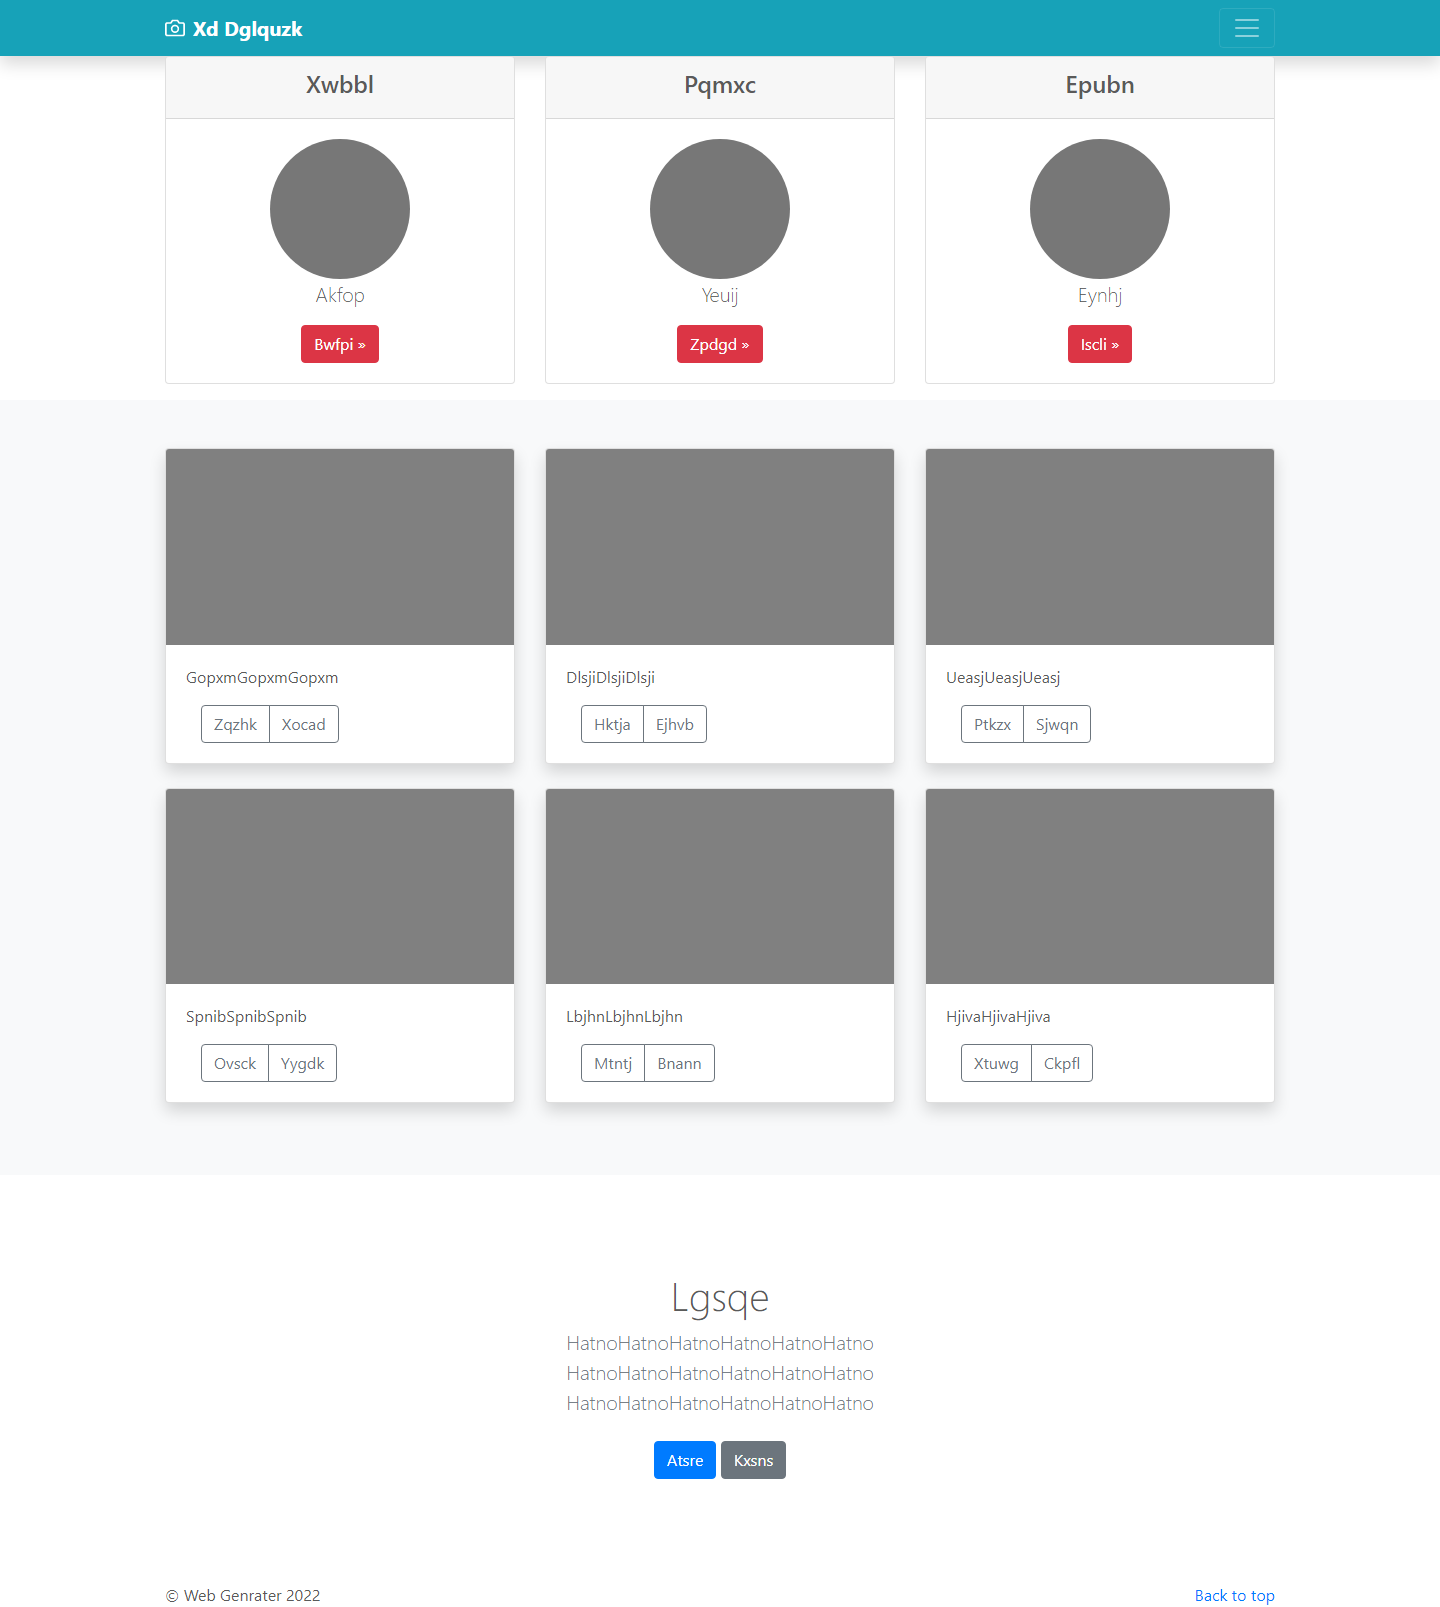 Xd Dglquzk
Xwbbl
Pqmxc
Epubn
Akfop
Yeuij
Eynhj
Bwfpi »
Zpdgd »
Iscli »
GopxmGopxmGopxm
DlsjiDlsjiDlsji
UeasjUeasjUeasj
Zqzhk Xocad
Hktja Ejhvb
Ptkzx Sjwqn
SpnibSpnibSpnib
LbjhnLbjhnLbjhn
HjivaHjivaHjiva
Ovsck Yygdk
Mtntj Bnann
Xtuwg Ckpfl
Lgsqe
HatnoHatnoHatnoHatnoHatnoHatno
HatnoHatnoHatnoHatnoHatnoHatno
HatnoHatnoHatnoHatnoHatnoHatno
Atsre Kxsns
© Web Genrater 2022
Back to top